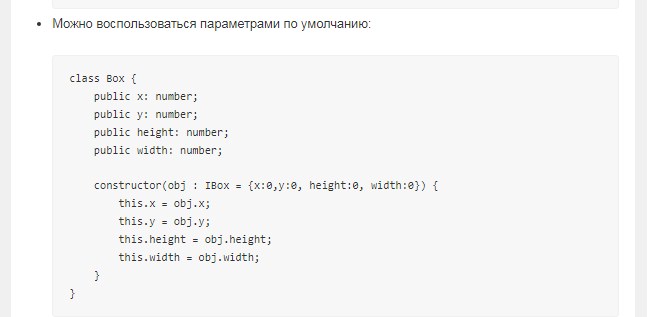 Можно воспользоваться параметрами по умолчанию:
class Box {
    public x: number;
    public y: number;
    public height: number;
    public width: number;

    constructor(obj : IBox = {x:0,y:0, height:0, width:0}) {
        this.x = obj.x;
        this.y = obj.y;
        this.height = obj.height;
        this.width = obj.width;
    }
}